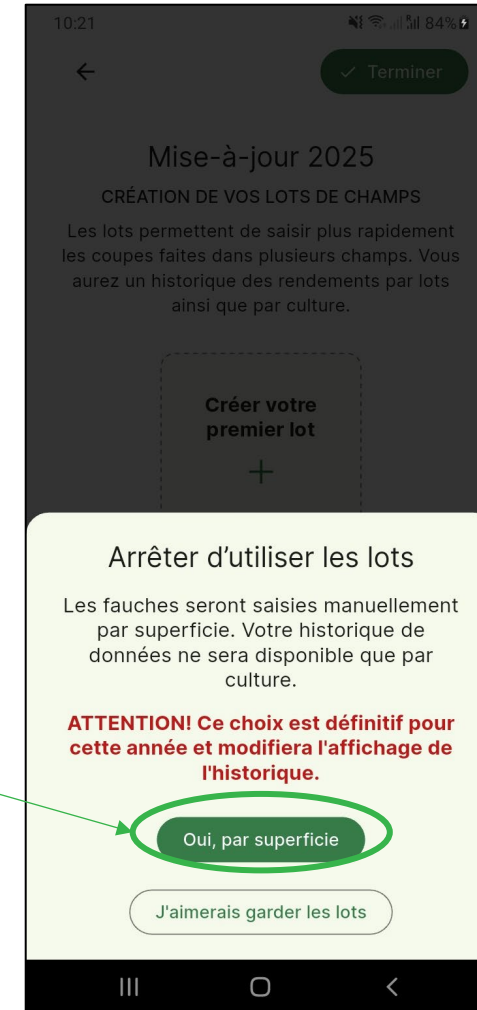 10:21
84%
Terminer
Mise-à-jour 2025
CRÉATION DE VOS LOTS DE CHAMPS
Les lots permettent de saisir plus rapidement
les coupes faites dans plusieurs champs. Vous
aurez un historique des rendements par lots
ainsi que par culture.
Créer votre
premier lot
+
Arrêter d’utiliser les lots
Les fauches seront saisies manuellement
par superficie. Votre historique de
données ne sera disponible que par
culture.
ATTENTION! Ce choix est définitif pour
cette année et modifiera l'affichage de
l'historique.
Oui, par superficie
J'aimerais garder les lots